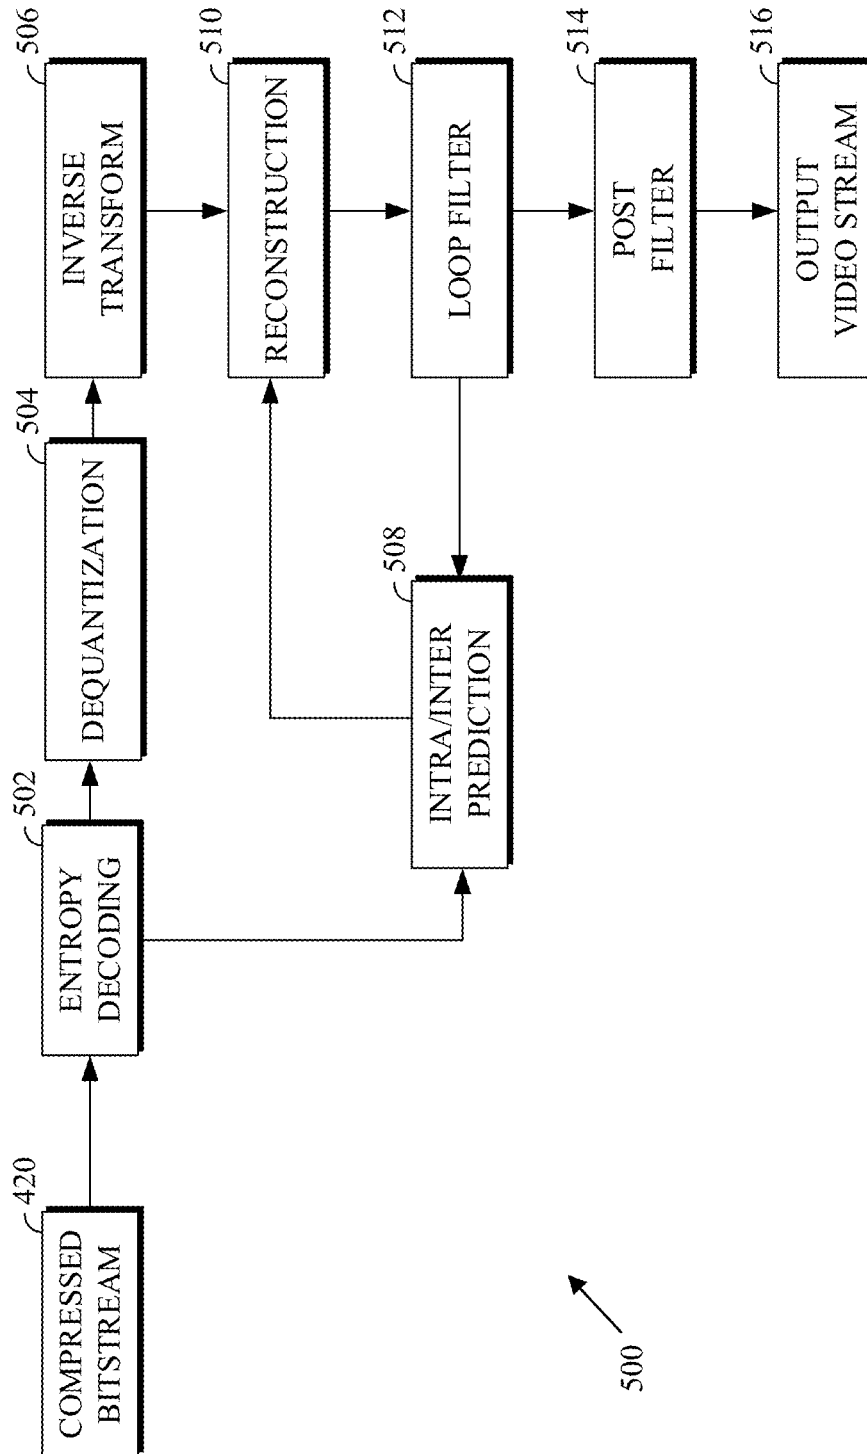 420
COMPRESSED
BITSTREAM
502
ENTROPY
DECODING
504
DEQUANTIZATION
506
INVERSE
TRANSFORM
508
INTRA/INTER
PREDICTION
510
RECONSTRUCTION
512
LOOP FILTER
514
POST
FILTER
516
OUTPUT
VIDEO STREAM
500